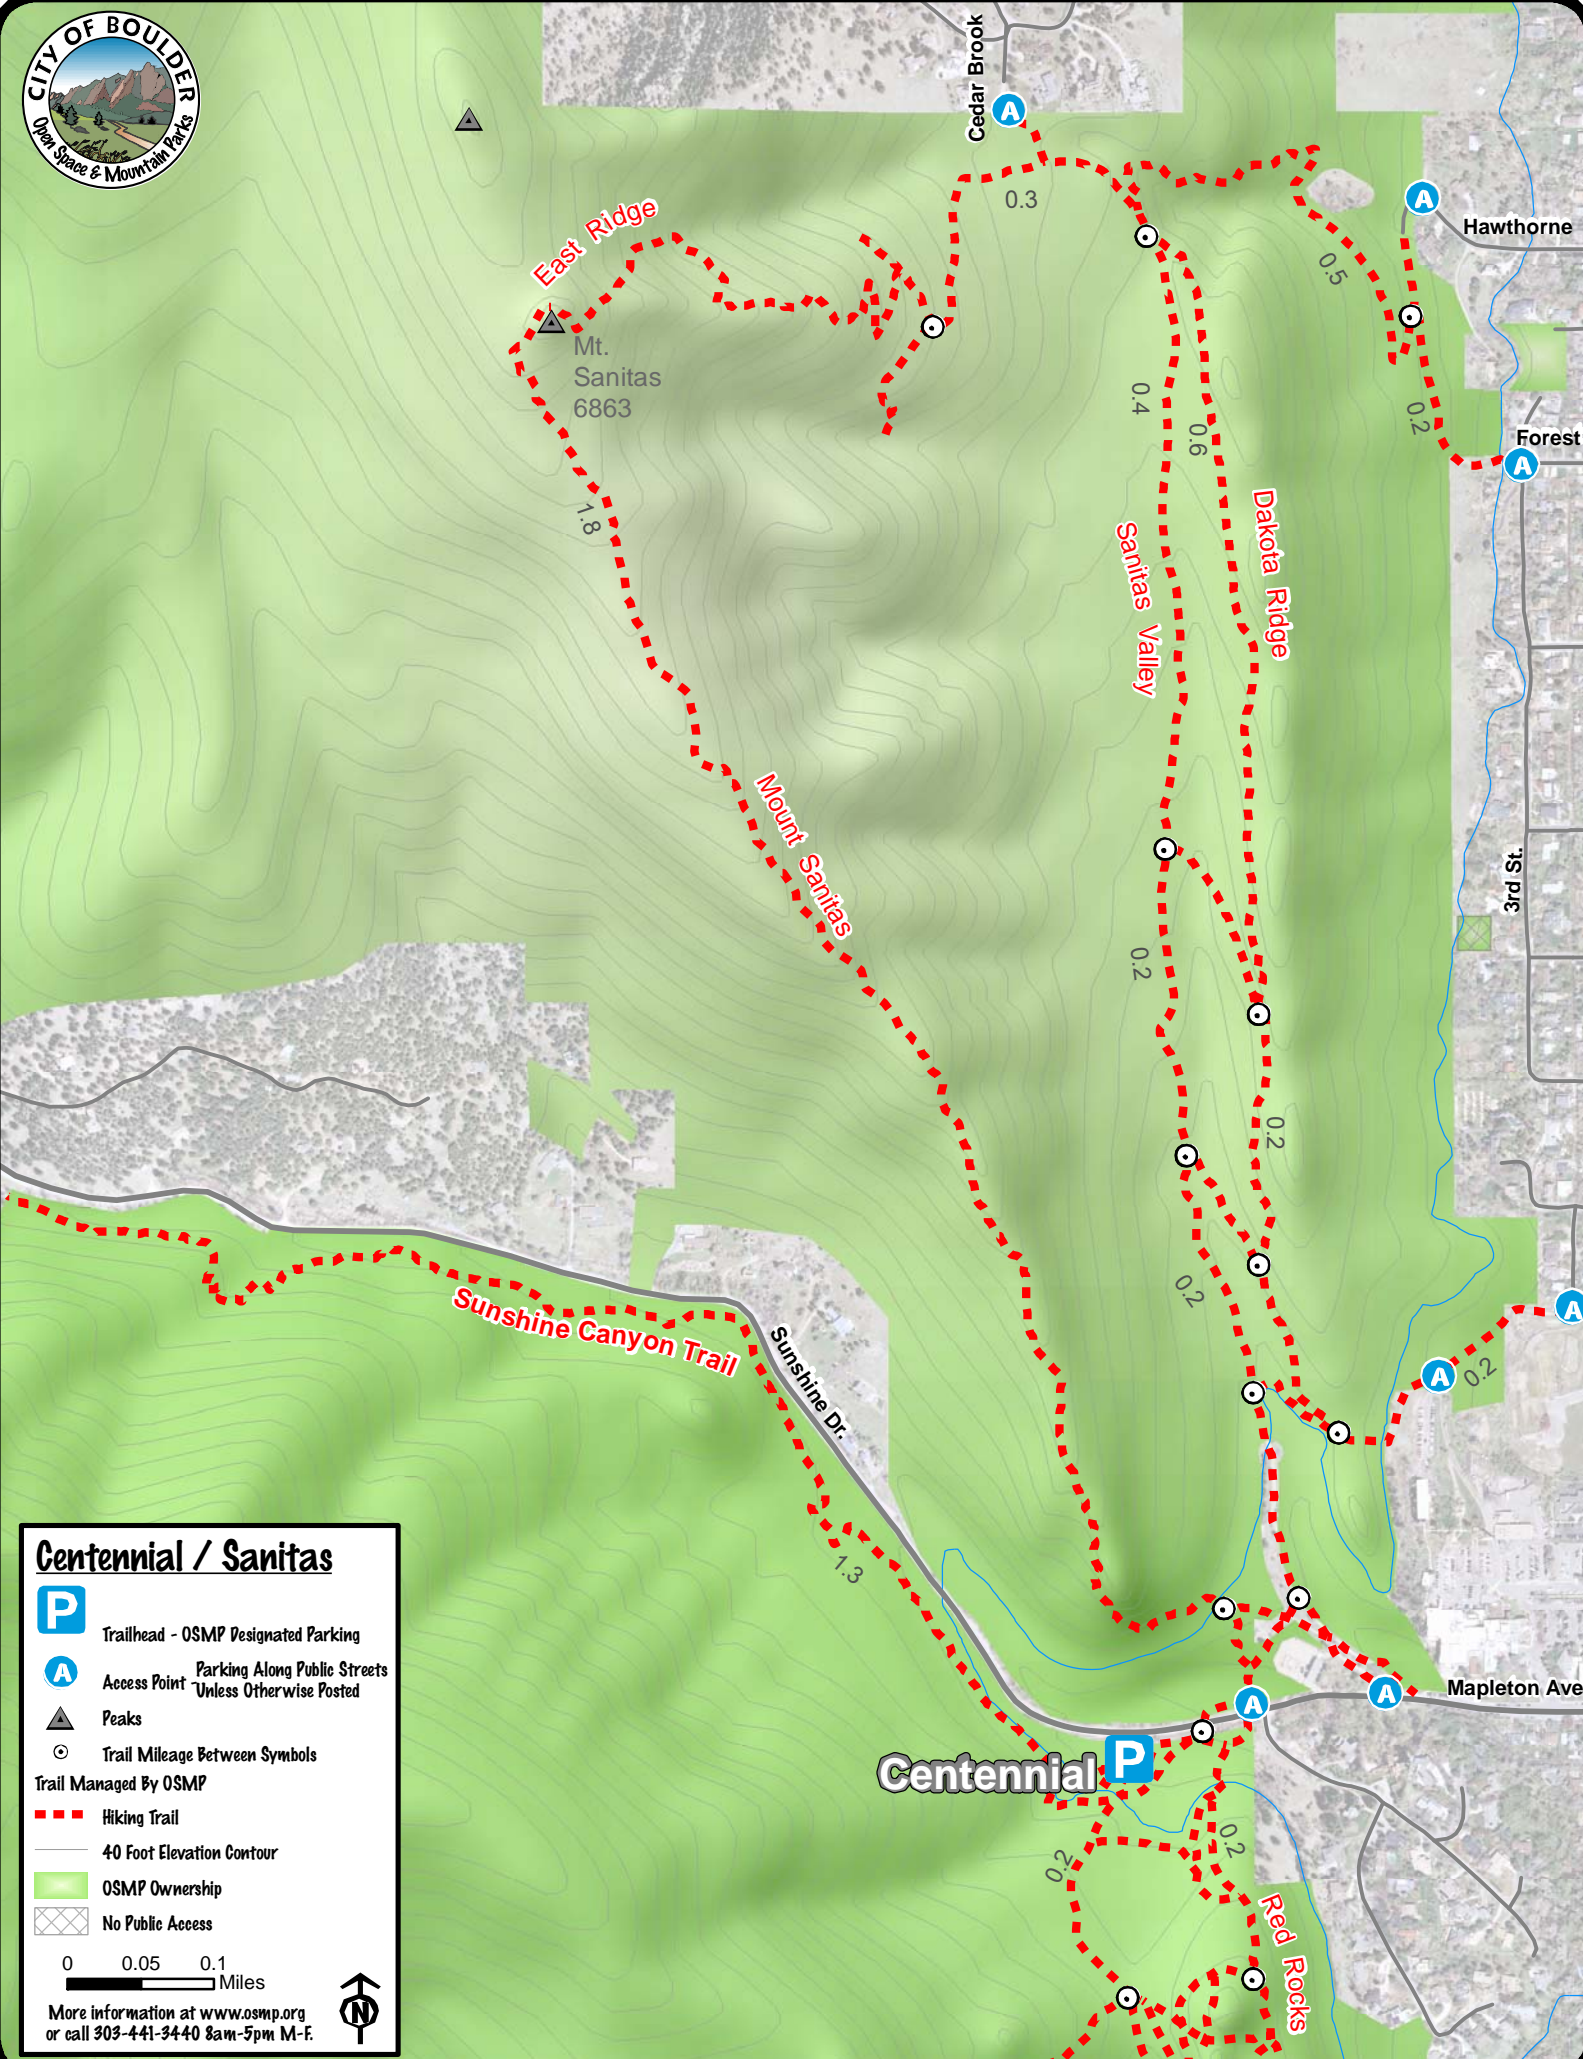 CITY OF BOULDER
Open Space & Mountain Parks
Cedar Brook
A
0.3
A
Hawthorne
East Ridge
0.5
Mt.
Sanitas
6863
0.4
0.6
0.2
Forest
A
1.8
Sanitas Valley
Dakota Ridge
Mount Sanitas
3rd St.
0.2
0.2
0.2
A
A
0.2
Sunshine Canyon Trail
Sunshine Dr.
1.3
Mapleton Ave
A
A
Centennial
P
0.2
0.2
Red Rocks
Centennial / Sanitas
P
Trailhead - OSMP Designated Parking
A
Access Point - Parking Along Public Streets
Unless Otherwise Posted
Peaks
Trail Mileage Between Symbols
Trail Managed By OSMP
Hiking Trail
40 Foot Elevation Contour
OSMP Ownership
No Public Access
0 0.05 0.1
Miles
N
More information at www.osmp.org
or call 303-441-3440 8am-5pm M-F.